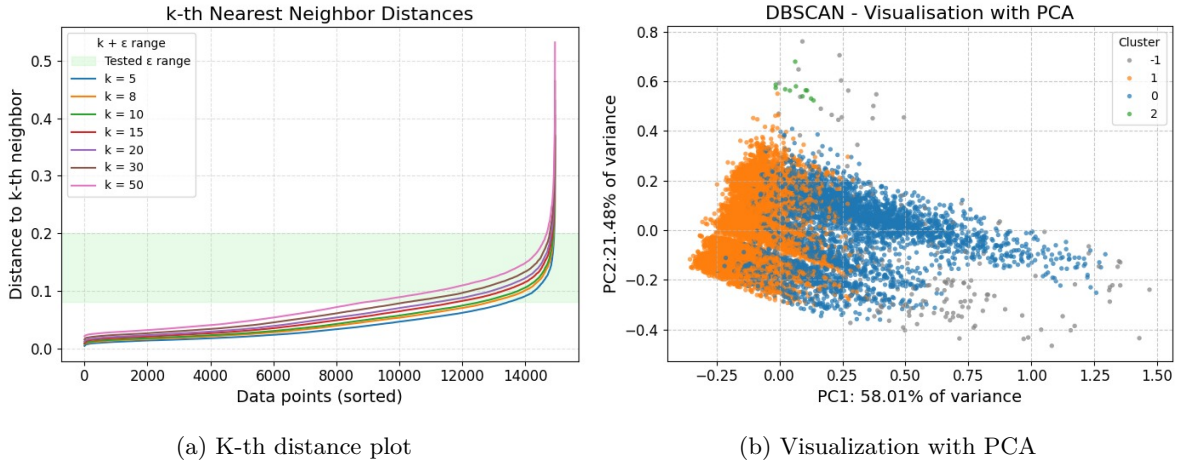 k-th Nearest Neighbor Distances
Distance to k-th neighbor
0.5
0.4
0.3
0.2
0.1
0.0
k + ε range
Tested ε range
k = 5
k = 8
k = 10
k = 15
k = 20
k = 30
k = 50
0 2000 4000 6000 8000 10000 12000 14000
Data points (sorted)
(a) K-th distance plot
DBSCAN - Visualisation with PCA
PC2:21.48% of variance
0.8
0.6
0.4
0.2
0.0
−0.2
−0.4
Cluster
-1
1
0
2
−0.25 0.00 0.25 0.50 0.75 1.00 1.25 1.50
PC1: 58.01% of variance
(b) Visualization with PCA